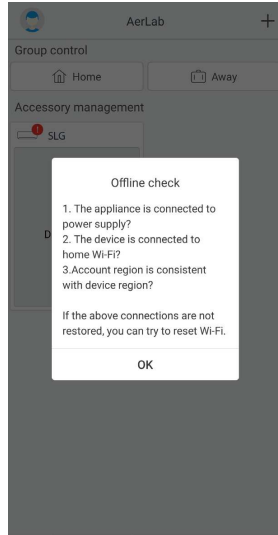 AerLab
Group control
Home
Away
Accessory management
SLG
D
Offline check
1. The appliance is connected to
power supply?
2. The device is connected to
home Wi-Fi?
3.Account region is consistent
with device region?
If the above connections are not
restored, you can try to reset Wi-Fi.
OK